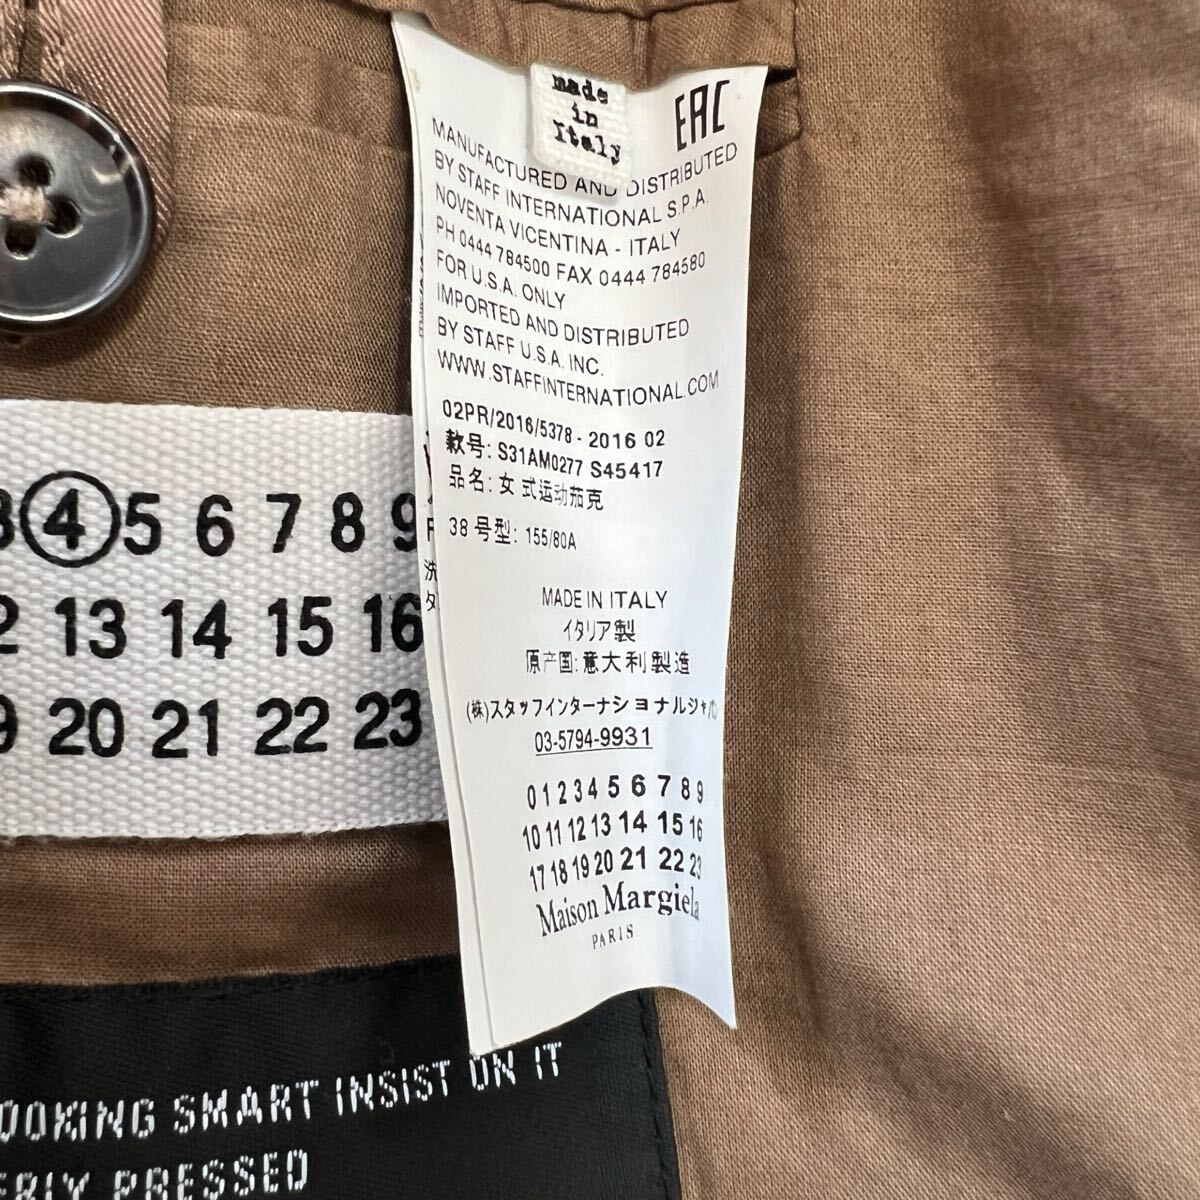 made
in
Italy
EAC
MANUFACTURED AND DISTRIBUTED
BY STAFF INTERNATIONAL S.P.A.
NOVENTA VICENTINA - ITALY
PH 0444 784500 FAX 0444 784580
FOR U.S.A. ONLY
IMPORTED AND DISTRIBUTED
BY STAFF U.S.A. INC.
WWW.STAFFINTERNATIONAL.COM
02PR/2016/5378 - 2016 02
款号: S31AM0277 S45417
品名: 女式运动茄克
38 号型: 155/80A
MADE IN ITALY
イタリア製
原产国: 意大利製造
(株)スタッフインターナショナルジャパン
03-5794-9931
0 1 2 3 4 5 6 7 8 9
10 11 12 13 14 15 16
17 18 19 20 21 22 23
Maison Margiela
PARIS
3 4 5 6 7 8 9
2 13 14 15 16
9 20 21 22 23
OOKING SMART INSIST ON IT
ERLY PRESSED